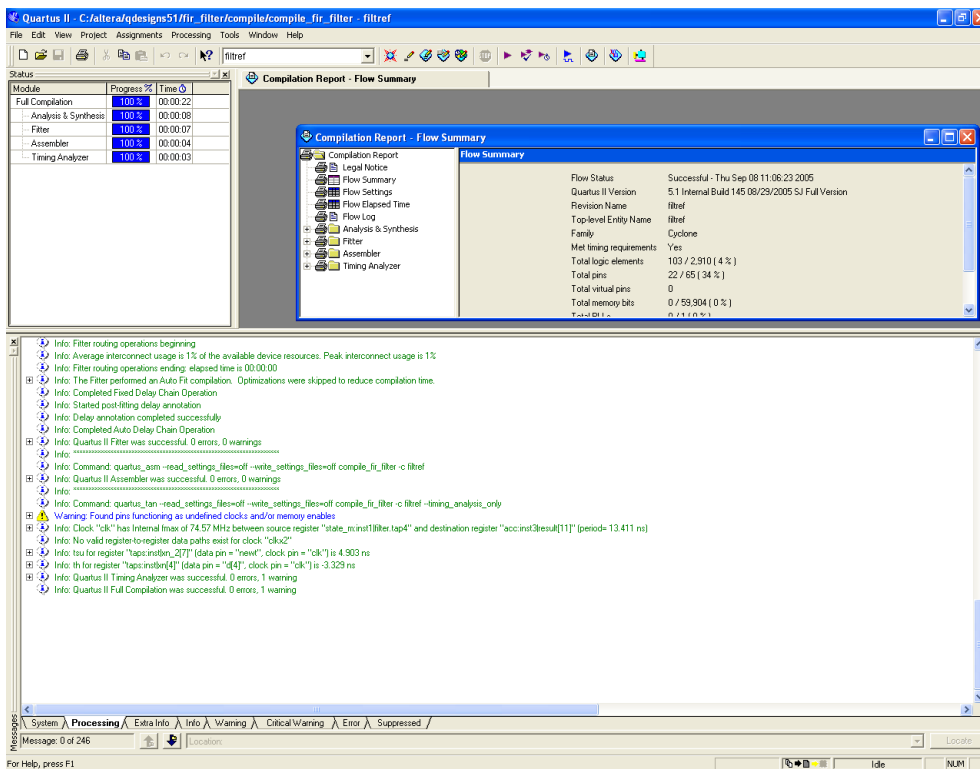 Quartus II - C:/altera/qdesigns51/fir_filter/compile/compile_fir_filter - filtref
File Edit View Project Assignments Processing Tools Window Help
filtref
Status
Module Progress % Time
Full Compilation 100 % 00:00:22
Analysis & Synthesis 100 % 00:00:08
Fitter 100 % 00:00:07
Assembler 100 % 00:00:04
Timing Analyzer 100 % 00:00:03
Compilation Report - Flow Summary
Compilation Report - Flow Summary
Compilation Report
Legal Notice
Flow Summary
Flow Settings
Flow Elapsed Time
Flow Log
Analysis & Synthesis
Fitter
Assembler
Timing Analyzer
Flow Summary
Flow Status Successful - Thu Sep 08 11:06:23 2005
Quartus II Version 5.1 Internal Build 145 08/29/2005 SJ Full Version
Revision Name filtref
Top-level Entity Name filtref
Family Cyclone
Met timing requirements Yes
Total logic elements 103 / 2,910 ( 4 % )
Total pins 22 / 65 ( 34 % )
Total virtual pins 0
Total memory bits 0 / 59,904 ( 0 % )
Total PLLs 0 / 1 ( 0 % )
Info: Fitter routing operations beginning
Info: Average interconnect usage is 1% of the available device resources. Peak interconnect usage is 1%
Info: Fitter routing operations ending: elapsed time is 00:00:00
Info: The Fitter performed an Auto Fit compilation. Optimizations were skipped to reduce compilation time.
Info: Completed Fixed Delay Chain Operation
Info: Started post-fitting delay annotation
Info: Delay annotation completed successfully
Info: Completed Auto Delay Chain Operation
Info: Quartus II Fitter was successful. 0 errors, 0 warnings
Info: *************************************************************
Info: Command: quartus_asm --read_settings_files=off --write_settings_files=off compile_fir_filter -c filtref
Info: Quartus II Assembler was successful. 0 errors, 0 warnings
Info: *************************************************************
Info: Command: quartus_tan --read_settings_files=off --write_settings_files=off compile_fir_filter -c filtref --timing_analysis_only
Warning: Found pins functioning as undefined clocks and/or memory enables
Info: Clock "clk" has Internal fmax of 74.57 MHz between source register "state_m:inst1|filter.tap4" and destination register "acc:inst3|result[11]" (period= 13.411 ns)
Info: No valid register-to-register data paths exist for clock "clkx2"
Info: tsu for register "taps:inst|xn_2[7]" (data pin = "newt", clock pin = "clk") is 4.903 ns
Info: th for register "taps:inst|xn[4]" (data pin = "d[4]", clock pin = "clk") is -3.329 ns
Info: Quartus II Timing Analyzer was successful. 0 errors, 1 warning
Info: Quartus II Full Compilation was successful. 0 errors, 1 warning
Messages
System Processing Extra Info Info Warning Critical Warning Error Suppressed
Message: 0 of 246 Location: Locate
For Help, press F1 Idle NUM